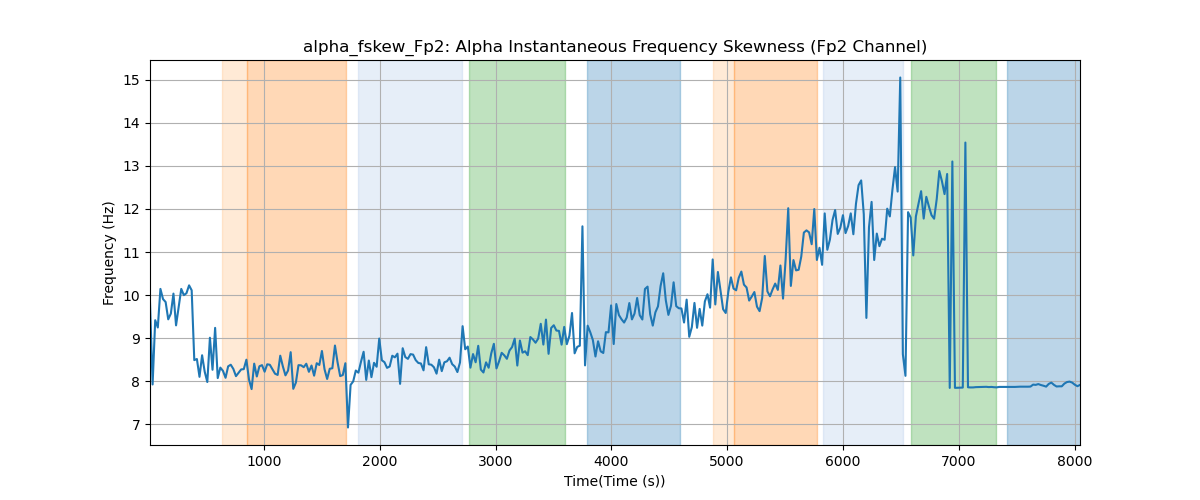 alpha_fskew_Fp2: Alpha Instantaneous Frequency Skewness (Fp2 Channel)
15
14
13
12
11
10
9
8
7
Frequency (Hz)
1000 2000 3000 4000 5000 6000 7000 8000
Time(Time (s))